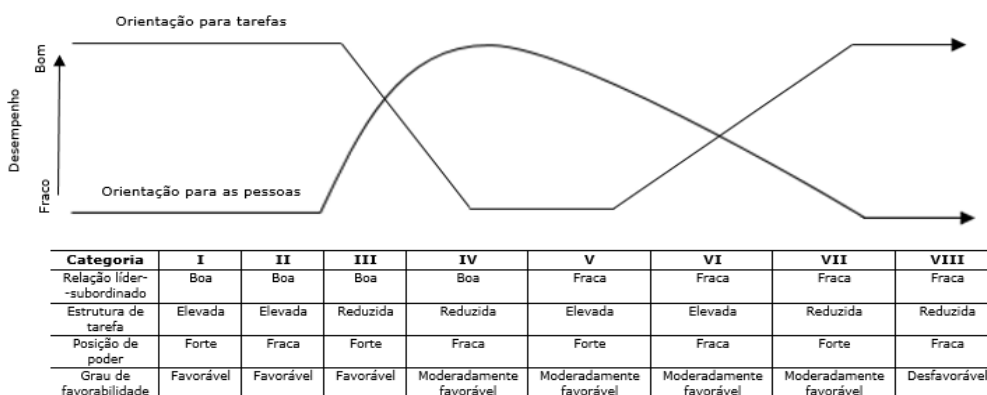 Orientação para tarefas
Bom
Desempenho
Fraco
Orientação para as pessoas
Categoria I II III IV V VI VII VIII
Relação líder-
-subordinado Boa Boa Boa Boa Fraca Fraca Fraca Fraca
Estrutura de
tarefa Elevada Elevada Reduzida Reduzida Elevada Elevada Reduzida Reduzida
Posição de
poder Forte Fraca Forte Fraca Forte Fraca Forte Fraca
Grau de
favorabilidade Favorável Favorável Favorável Moderadamente favorável Moderadamente favorável Moderadamente favorável Moderadamente favorável Desfavorável